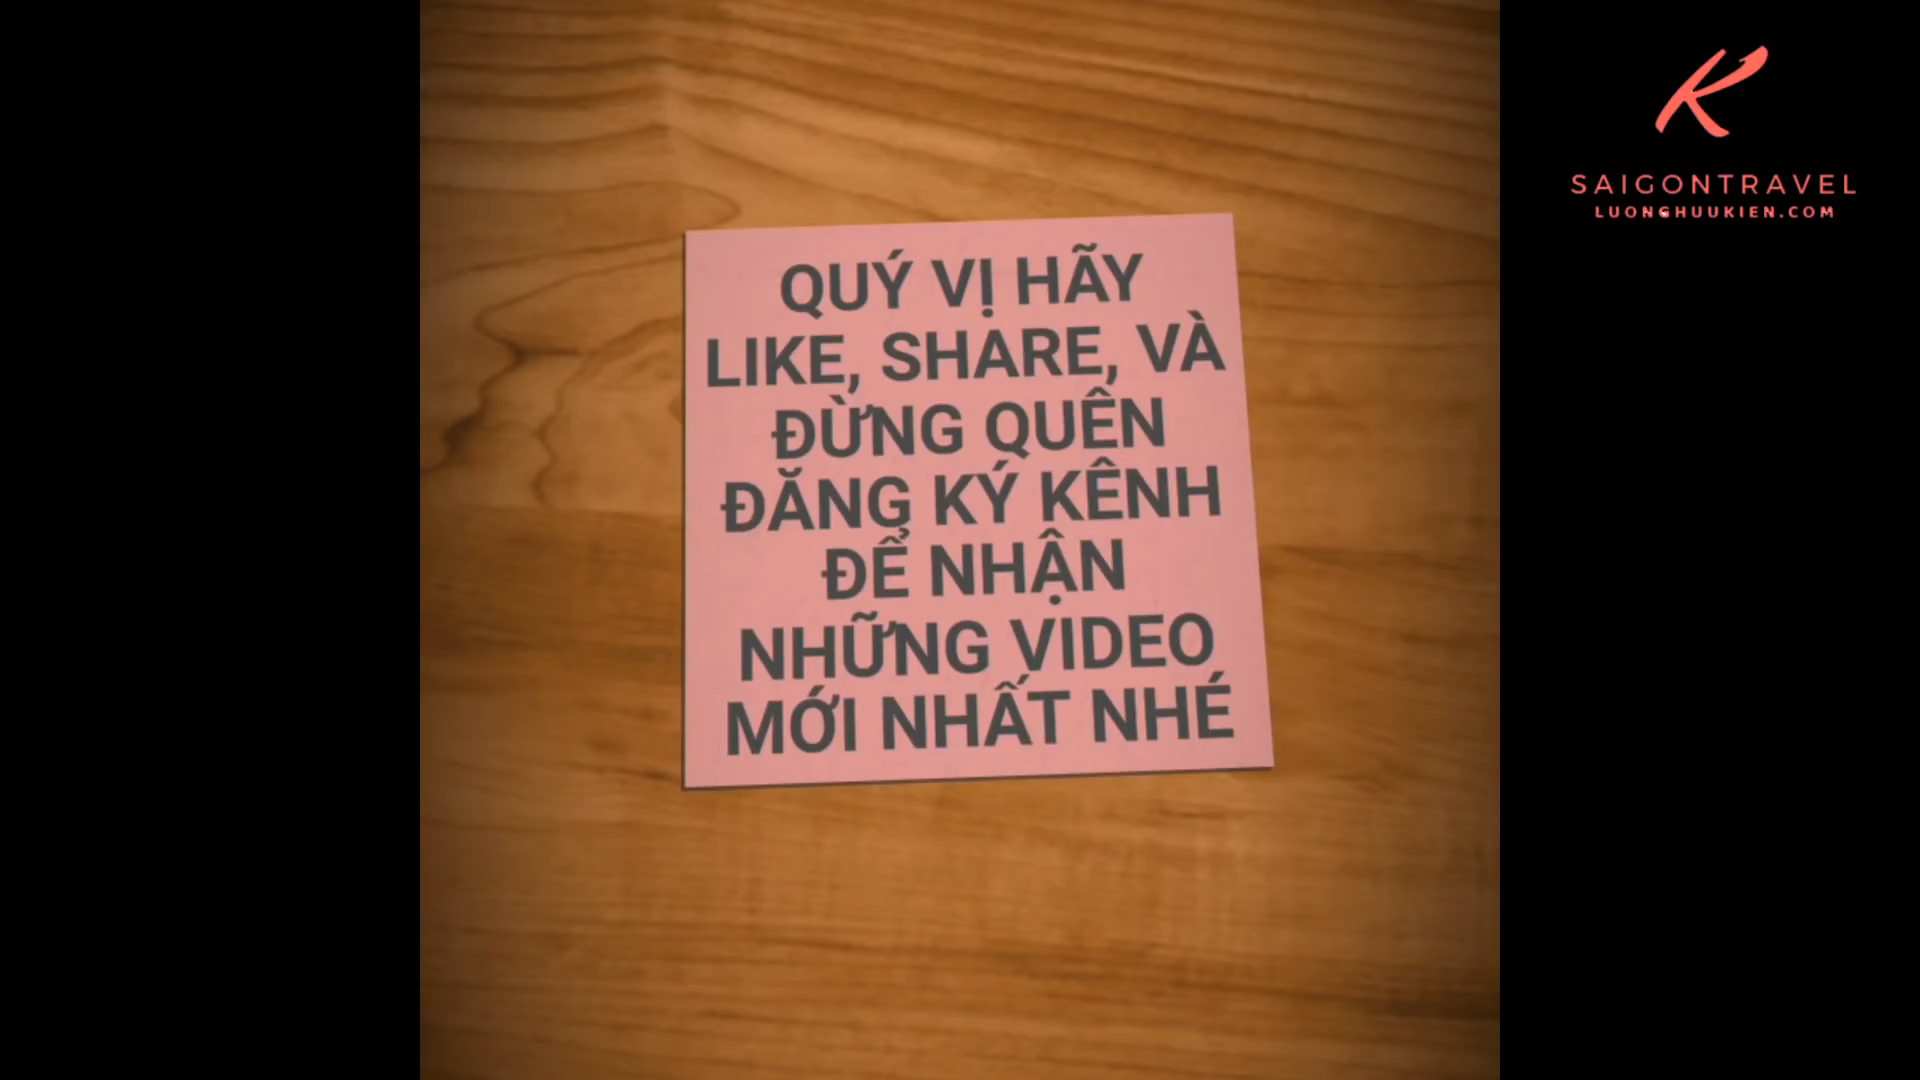 QUÝ VỊ HÃY
LIKE, SHARE, VÀ
ĐỪNG QUÊN
ĐĂNG KÝ KÊNH
ĐỂ NHẬN
NHỮNG VIDEO
MỚI NHẤT NHÉ
K
SAIGONTRAVEL
LUONGHUUKIEN.COM